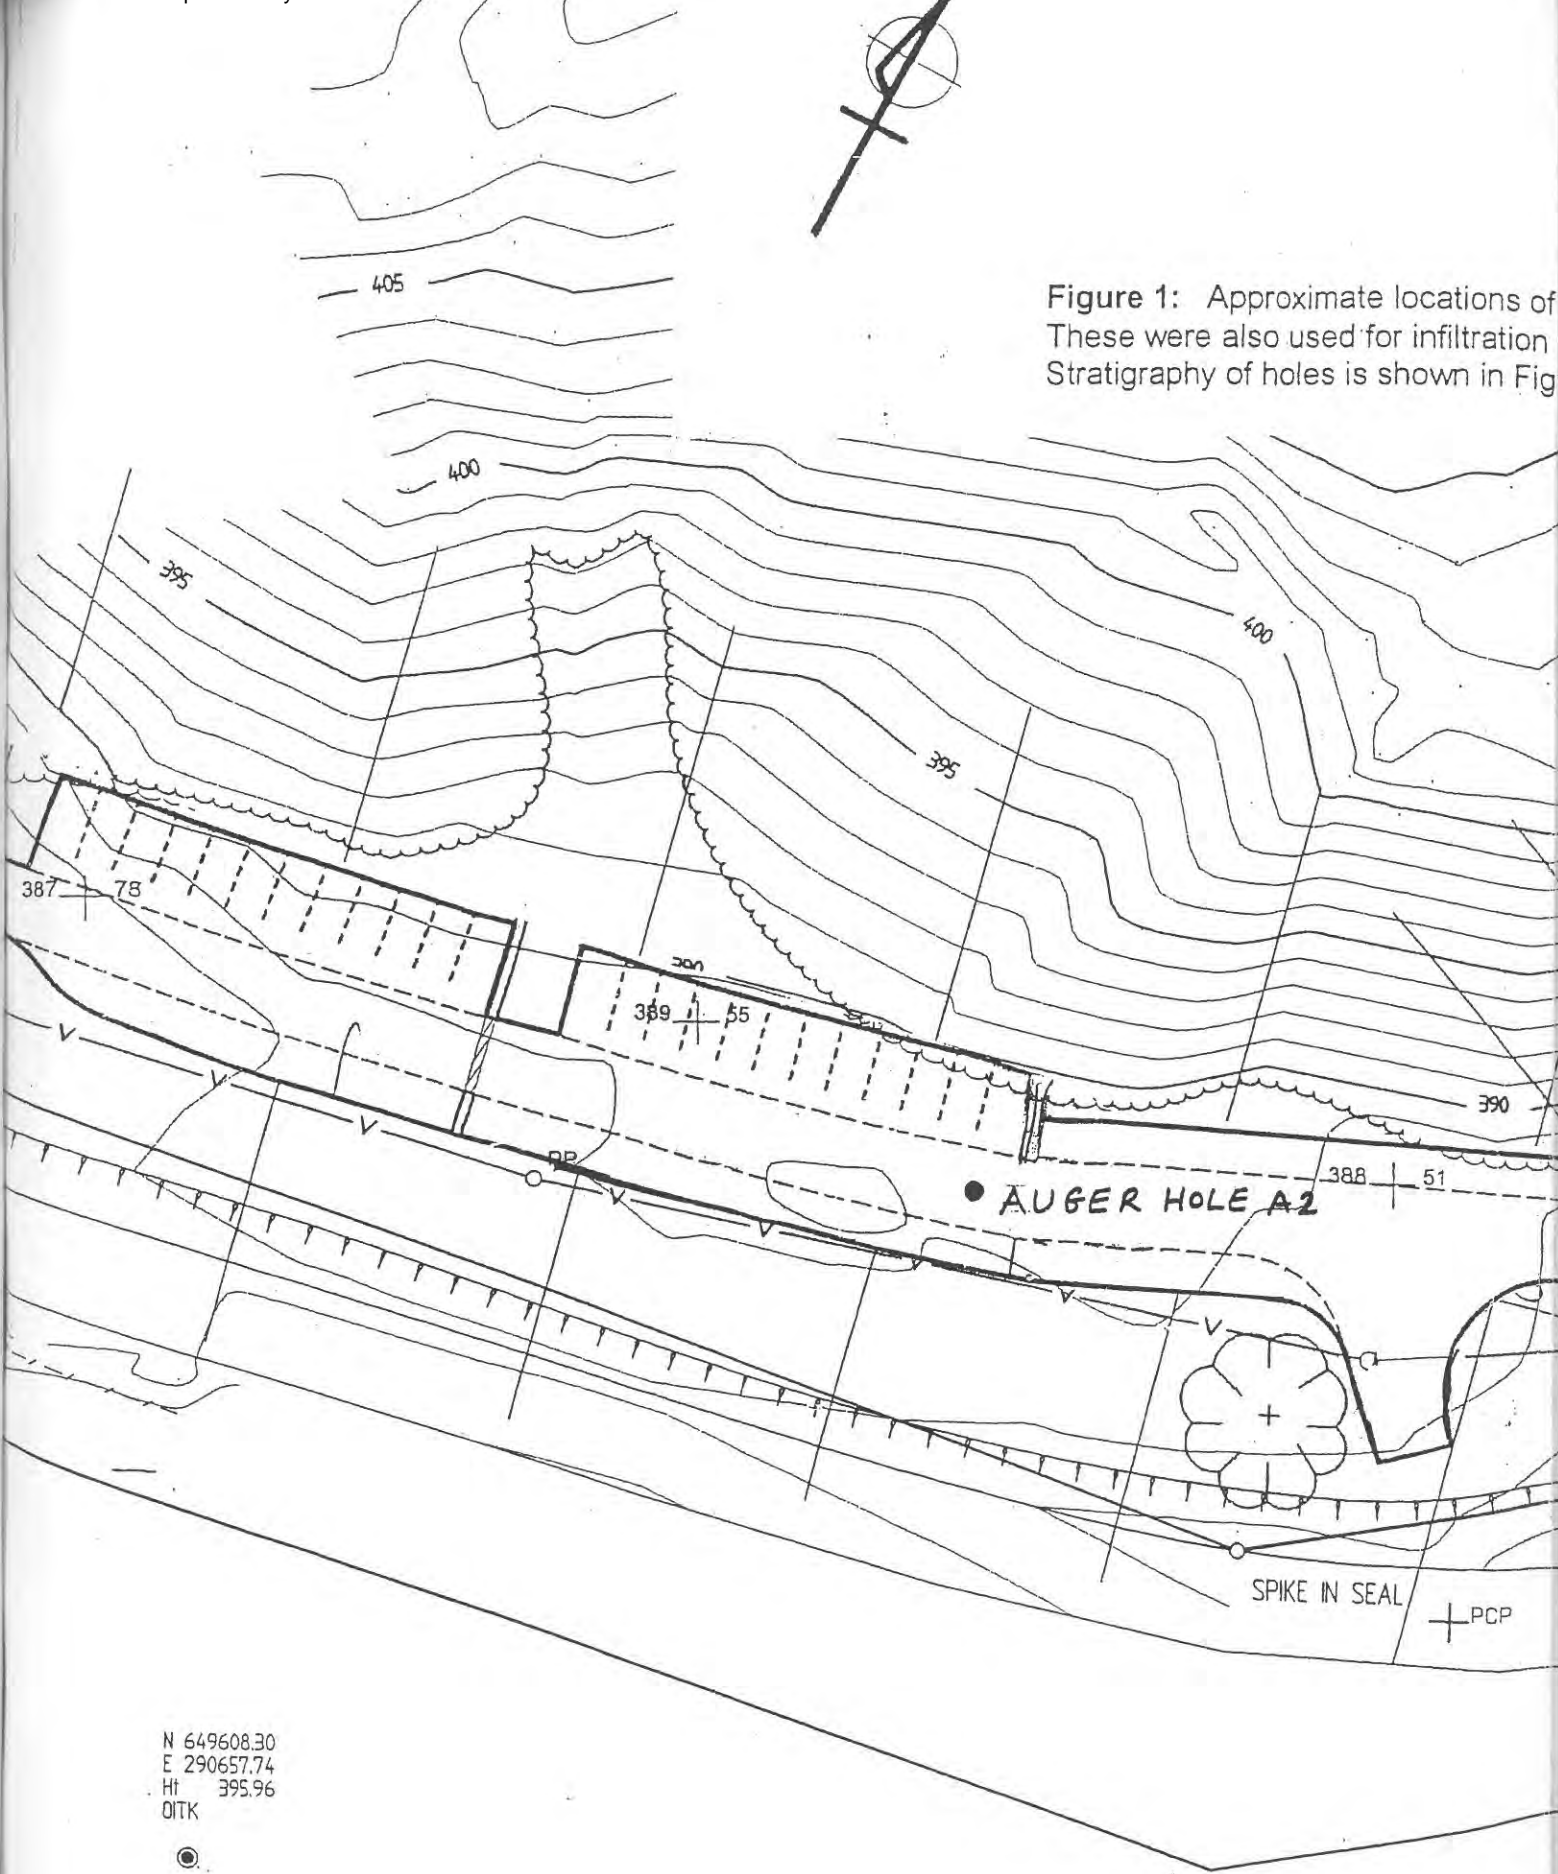 Figure 1: Approximate locations of
These were also used for infiltration
Stratigraphy of holes is shown in Fig
405
400
395
400
395
387 78
389 55
390
388 51
AUGER HOLE A2
V
V
V
V
V
V
V
V
SPIKE IN SEAL
PCP
N 649608.30
E 290657.74
Ht 395.96
OITK